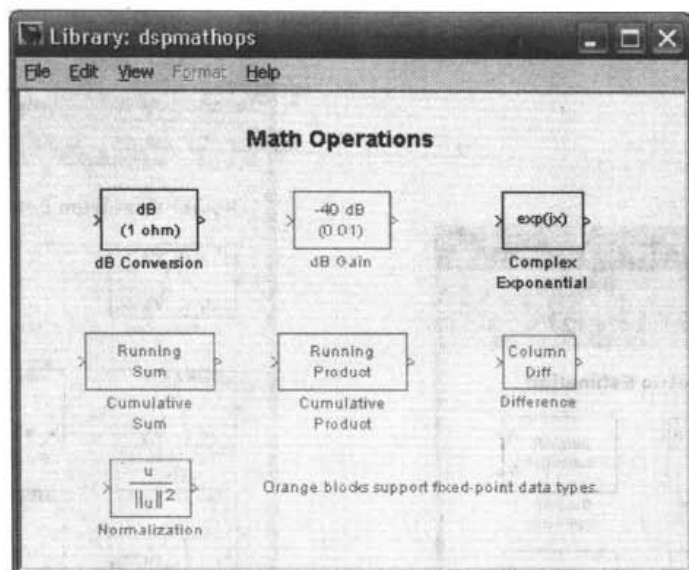 Library: dspmathops
File Edit View Format Help
Math Operations
dB
(1 ohm)
dB Conversion
-40 dB
(0.01)
dB Gain
exp(jx)
Complex
Exponential
Running
Sum
Cumulative
Sum
Running
Product
Cumulative
Product
Column
Diff
Difference
u
‖u‖²
Normalization
Orange blocks support fixed-point data types.